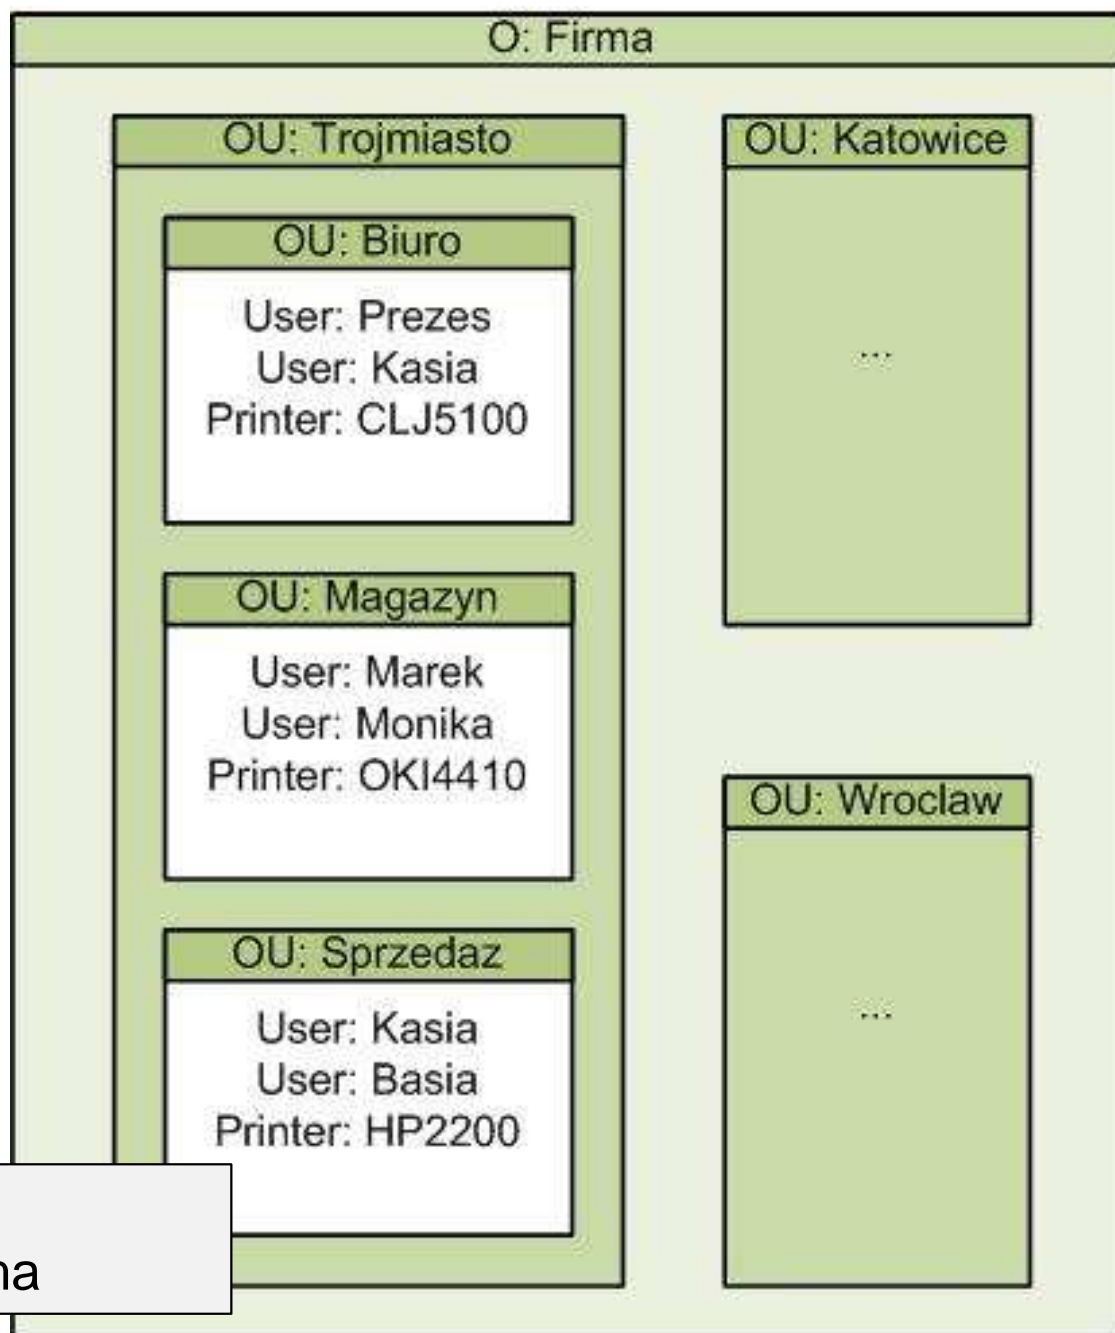 O: Firma
OU: Trojmiasto
OU: Biuro
User: Prezes
User: Kasia
Printer: CLJ5100
OU: Magazyn
User: Marek
User: Monika
Printer: OKI4410
OU: Sprzedaz
User: Kasia
User: Basia
Printer: HP2200
OU: Katowice
...
OU: Wroclaw
...